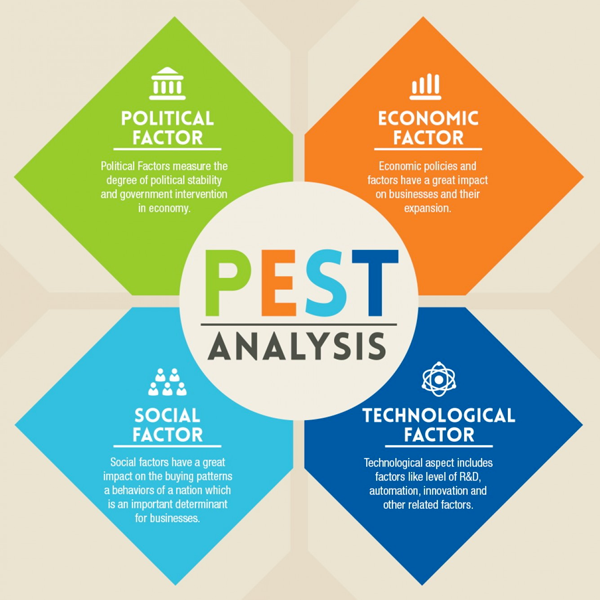 POLITICAL
FACTOR
Political Factors measure the
degree of political stability
and government intervention
in economy.
ECONOMIC
FACTOR
Economic policies and
factors have a great impact
on businesses and their
expansion.
PEST
ANALYSIS
SOCIAL
FACTOR
Social factors have a great
impact on the buying patterns
a behaviors of a nation which
is an important determinant
for businesses.
TECHNOLOGICAL
FACTOR
Technological aspect includes
factors like level of R&D,
automation, innovation and
other related factors.